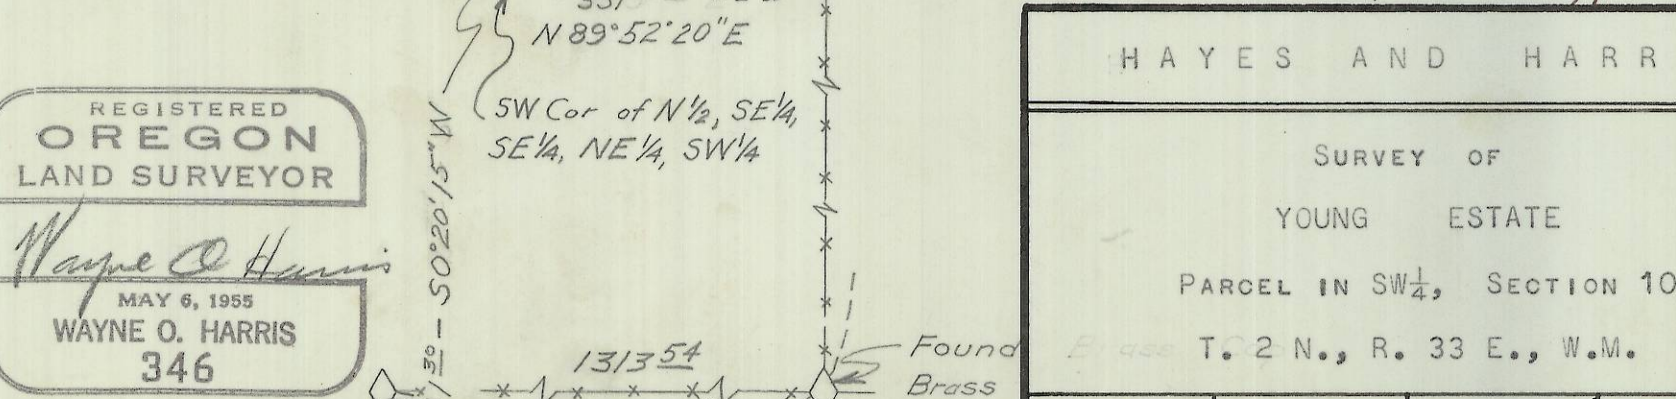 N 89°52'20"E
SW Cor of N½, SE¼,
SE¼, NE¼, SW¼
REGISTERED
OREGON
LAND SURVEYOR
Wayne O Harris
MAY 6, 1955
WAYNE O. HARRIS
346
1³⁰ – S0°20'15"W
1313⁵⁴
Found
Brass
HAYES AND HARR
SURVEY OF
YOUNG ESTATE
PARCEL IN SW¼, SECTION 10
T. 2 N., R. 33 E., W.M.